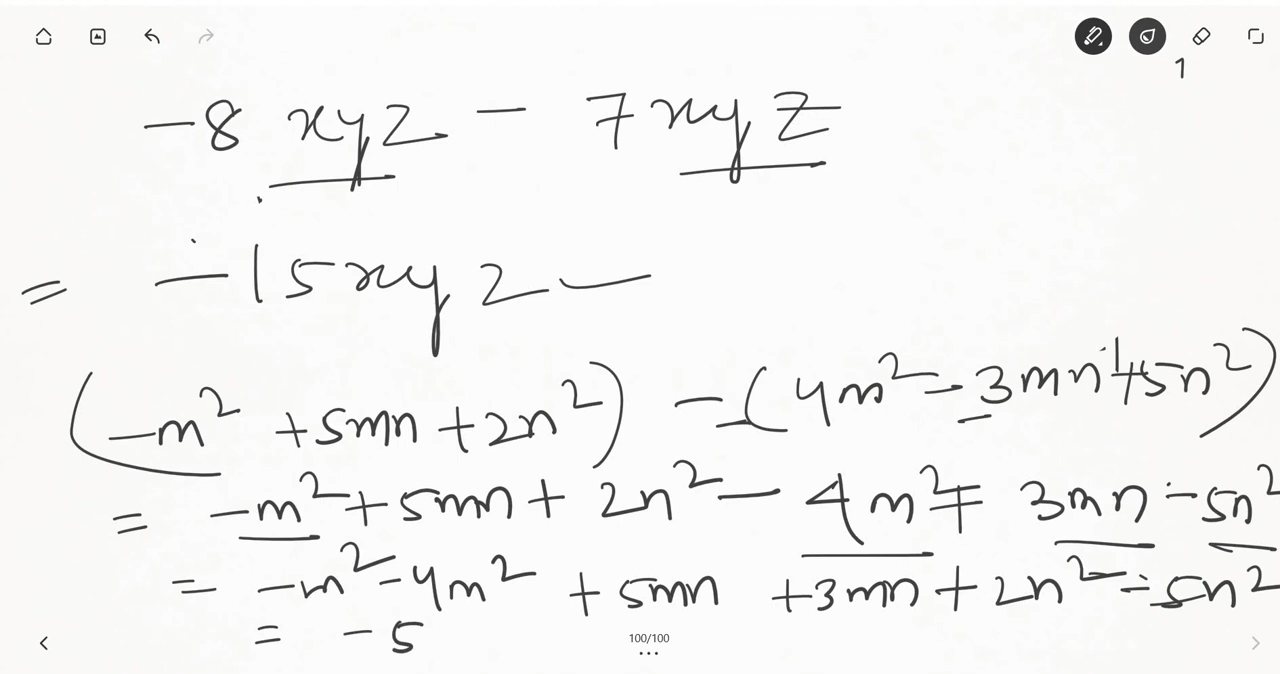 1
-8 xyz - 7xyz
= -15xyz
(-m² +5mn +2n²) - (4m² - 3mn + 5n²)
= -m² + 5mn + 2n² - 4m² + 3mn - 5n²
= -m² - 4m² + 5mn + 3mn + 2n² - 5n²
= -5
100/100